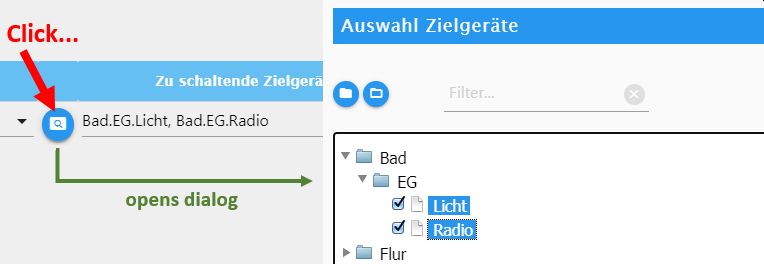 Click...
Zu schaltende Zielgerä
Bad.EG.Licht, Bad.EG.Radio
opens dialog
Auswahl Zielgeräte
Filter...
Bad
EG
Licht
Radio
Flur